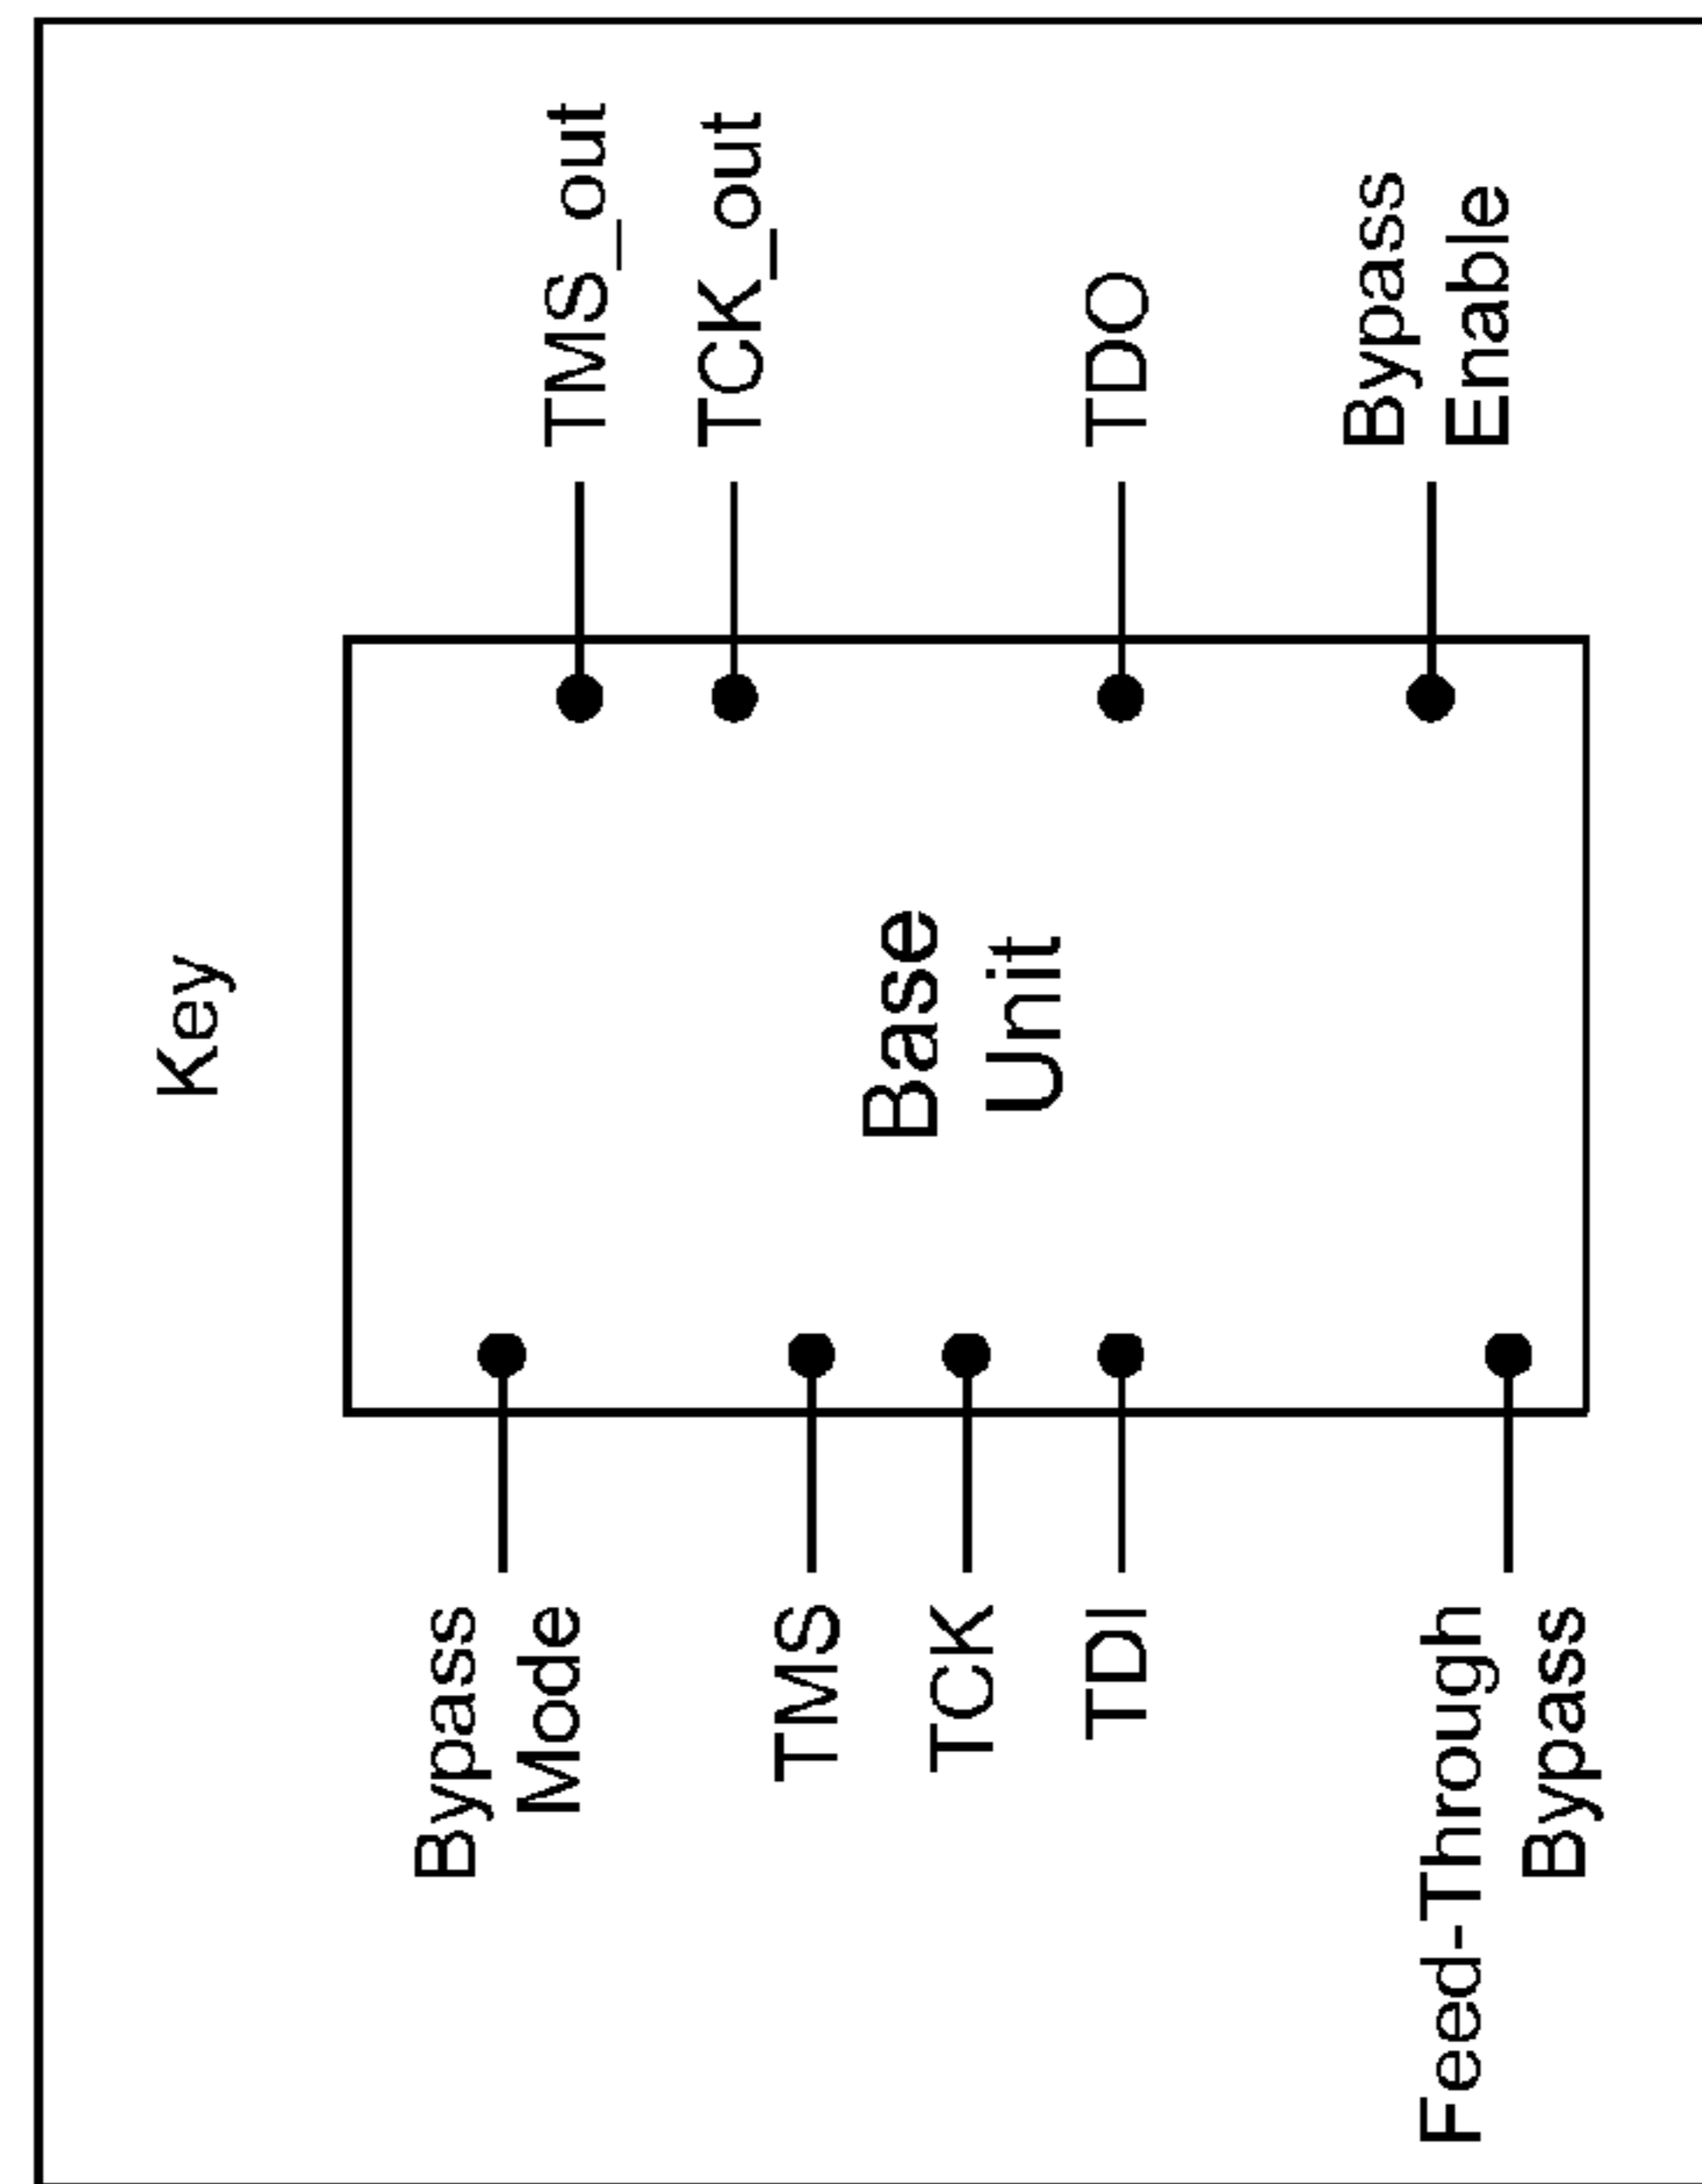 Key
Bypass
Mode
TMS
TCK
TDI
Feed-Through
Bypass
Base
Unit
TMS_out
TCK_out
TDO
Bypass
Enable